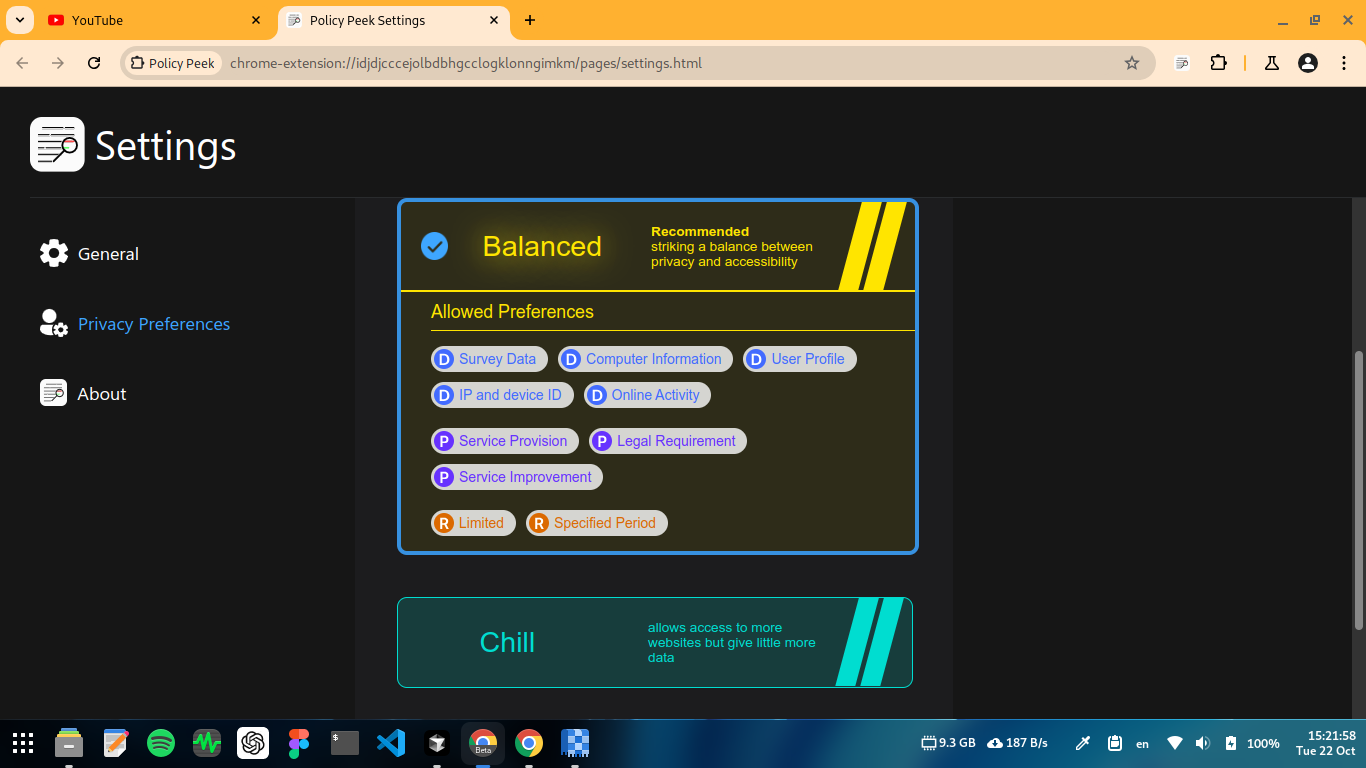 YouTube
Policy Peek Settings
Policy Peek
chrome-extension://idjdjcccejolbdbhgcclogklonngimkm/pages/settings.html
Settings
General
Privacy Preferences
About
Balanced
Recommended
striking a balance between
privacy and accessibility
Allowed Preferences
D Survey Data
D Computer Information
D User Profile
D IP and device ID
D Online Activity
P Service Provision
P Legal Requirement
P Service Improvement
R Limited
R Specified Period
Chill
allows access to more
websites but give little more
data
$
Beta
9.3 GB
187 B/s
en
100%
15:21:58
Tue 22 Oct